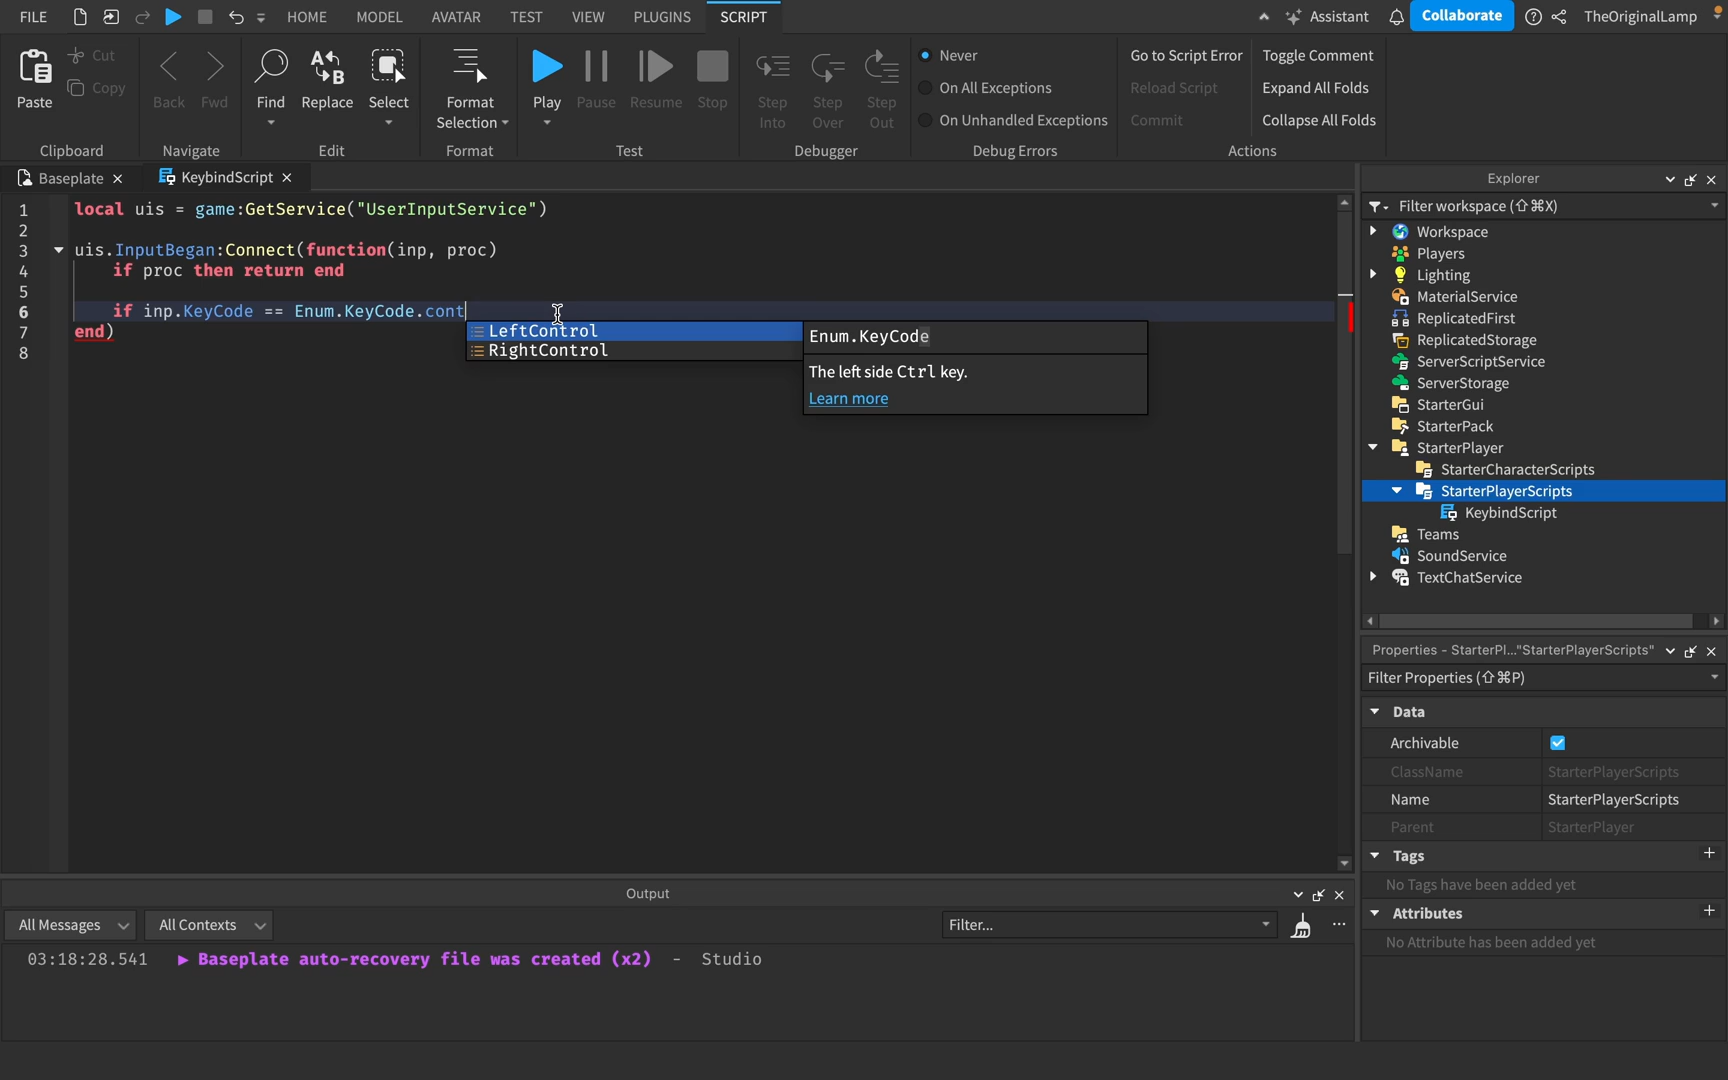 FILE HOME MODEL AVATAR TEST VIEW PLUGINS SCRIPT Assistant Collaborate TheOriginalLamp
Paste Cut Copy
Clipboard
Back Fwd
Navigate
Find Replace Select
Edit
Format Selection
Format
Play Pause Resume Stop
Test
Step Into Step Over Step Out
Debugger
Never
On All Exceptions
On Unhandled Exceptions
Debug Errors
Go to Script Error
Reload Script
Commit
Toggle Comment
Expand All Folds
Collapse All Folds
Actions
Baseplate KeybindScript
1 local uis = game:GetService("UserInputService")
2
3 uis.InputBegan:Connect(function(inp, proc)
4 if proc then return end
5
6 if inp.KeyCode == Enum.KeyCode.cont
7 end)
8
LeftControl
RightControl
Enum.KeyCode
The left side Ctrl key.
Learn more
Explorer
Filter workspace (⇧⌘X)
Workspace
Players
Lighting
MaterialService
ReplicatedFirst
ReplicatedStorage
ServerScriptService
ServerStorage
StarterGui
StarterPack
StarterPlayer
StarterCharacterScripts
StarterPlayerScripts
KeybindScript
Teams
SoundService
TextChatService
Properties - StarterPl..."StarterPlayerScripts"
Filter Properties (⇧⌘P)
Data
Archivable
ClassName StarterPlayerScripts
Name StarterPlayerScripts
Parent StarterPlayer
Tags +
No Tags have been added yet
Attributes +
No Attribute has been added yet
Output
All Messages All Contexts Filter... ...
03:18:28.541 ▶ Baseplate auto-recovery file was created (x2) - Studio